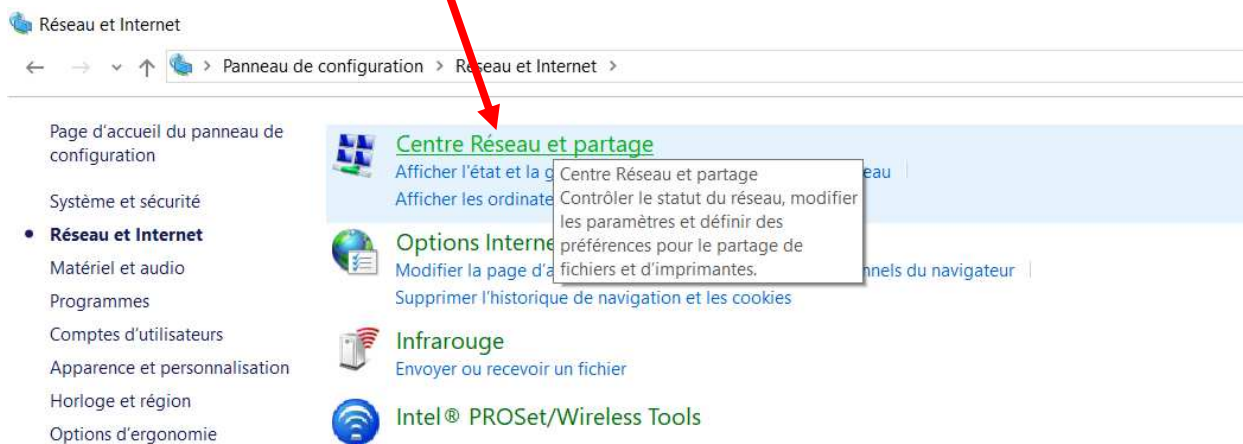 Réseau et Internet
Panneau de configuration > Réseau et Internet >
Page d'accueil du panneau de
configuration
Système et sécurité
Réseau et Internet
Matériel et audio
Programmes
Comptes d'utilisateurs
Apparence et personnalisation
Horloge et région
Options d'ergonomie
Centre Réseau et partage
Afficher l'état et la g
eau
Afficher les ordinate
Centre Réseau et partage
Contrôler le statut du réseau, modifier
les paramètres et définir des
préférences pour le partage de
fichiers et d'imprimantes.
Options Interne
Modifier la page d'a
nnels du navigateur
Supprimer l'historique de navigation et les cookies
Infrarouge
Envoyer ou recevoir un fichier
Intel® PROSet/Wireless Tools